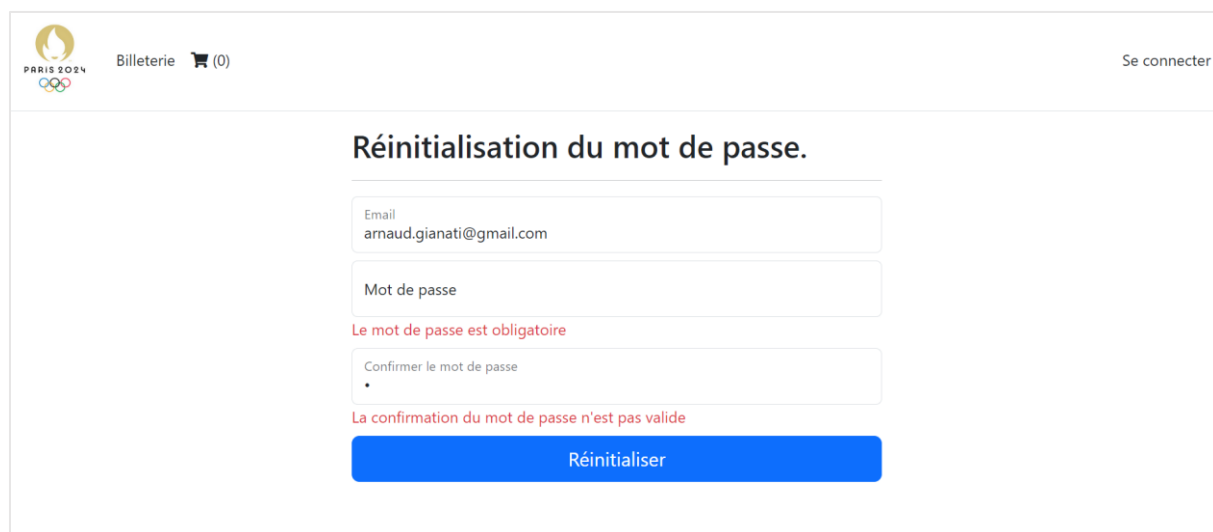 PARIS 2024
Billeterie (0)
Se connecter
Réinitialisation du mot de passe.
Email
arnaud.gianati@gmail.com
Mot de passe
Le mot de passe est obligatoire
Confirmer le mot de passe
•
La confirmation du mot de passe n'est pas valide
Réinitialiser